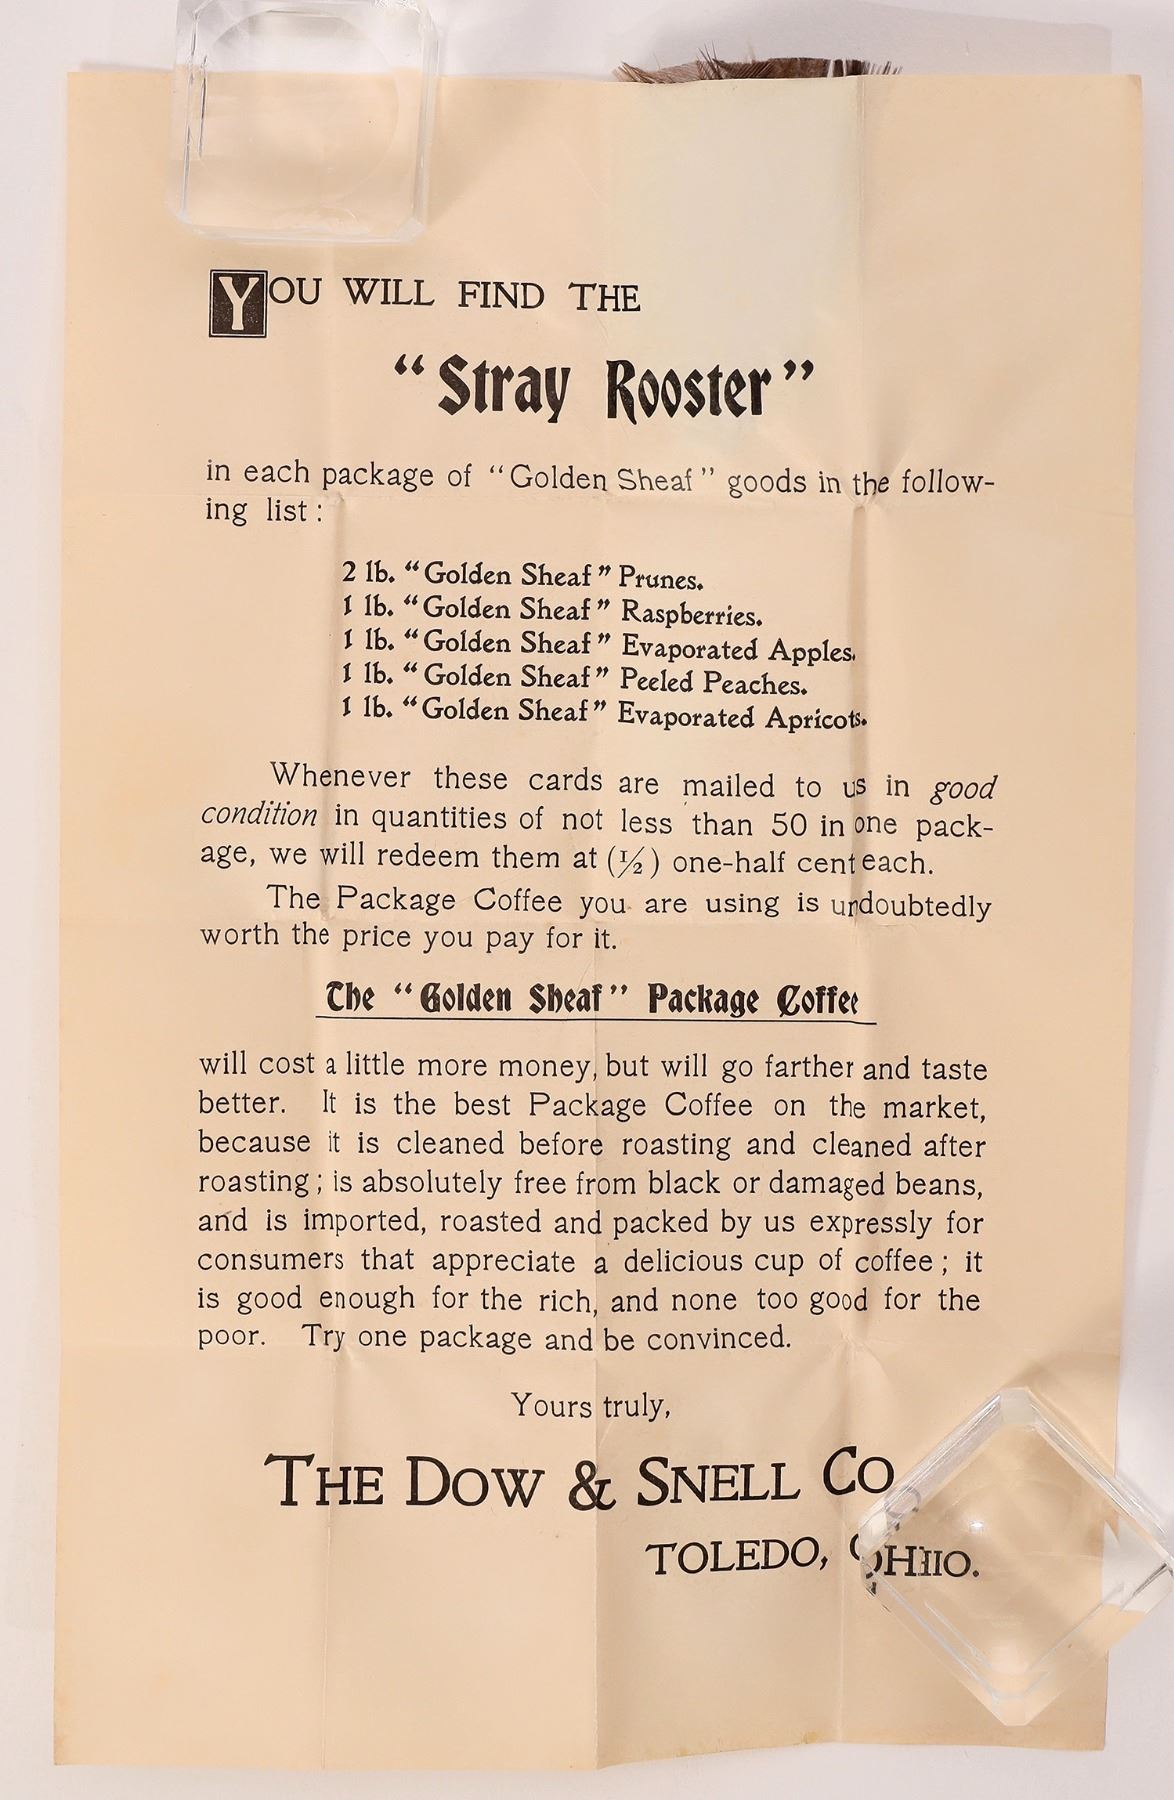 YOU WILL FIND THE
“Stray Rooster”
in each package of “Golden Sheaf” goods in the follow-
ing list:
2 lb. “Golden Sheaf” Prunes.
1 lb. “Golden Sheaf” Raspberries.
1 lb. “Golden Sheaf” Evaporated Apples.
1 lb. “Golden Sheaf” Peeled Peaches.
1 lb. “Golden Sheaf” Evaporated Apricots.
Whenever these cards are mailed to us in good
condition in quantities of not less than 50 in one pack-
age, we will redeem them at (½) one-half cent each.
The Package Coffee you are using is undoubtedly
worth the price you pay for it.
The “Golden Sheaf” Package Coffee
will cost a little more money, but will go farther and taste
better. It is the best Package Coffee on the market,
because it is cleaned before roasting and cleaned after
roasting; is absolutely free from black or damaged beans,
and is imported, roasted and packed by us expressly for
consumers that appreciate a delicious cup of coffee; it
is good enough for the rich, and none too good for the
poor. Try one package and be convinced.
Yours truly,
THE DOW & SNELL CO
TOLEDO, OHIO.